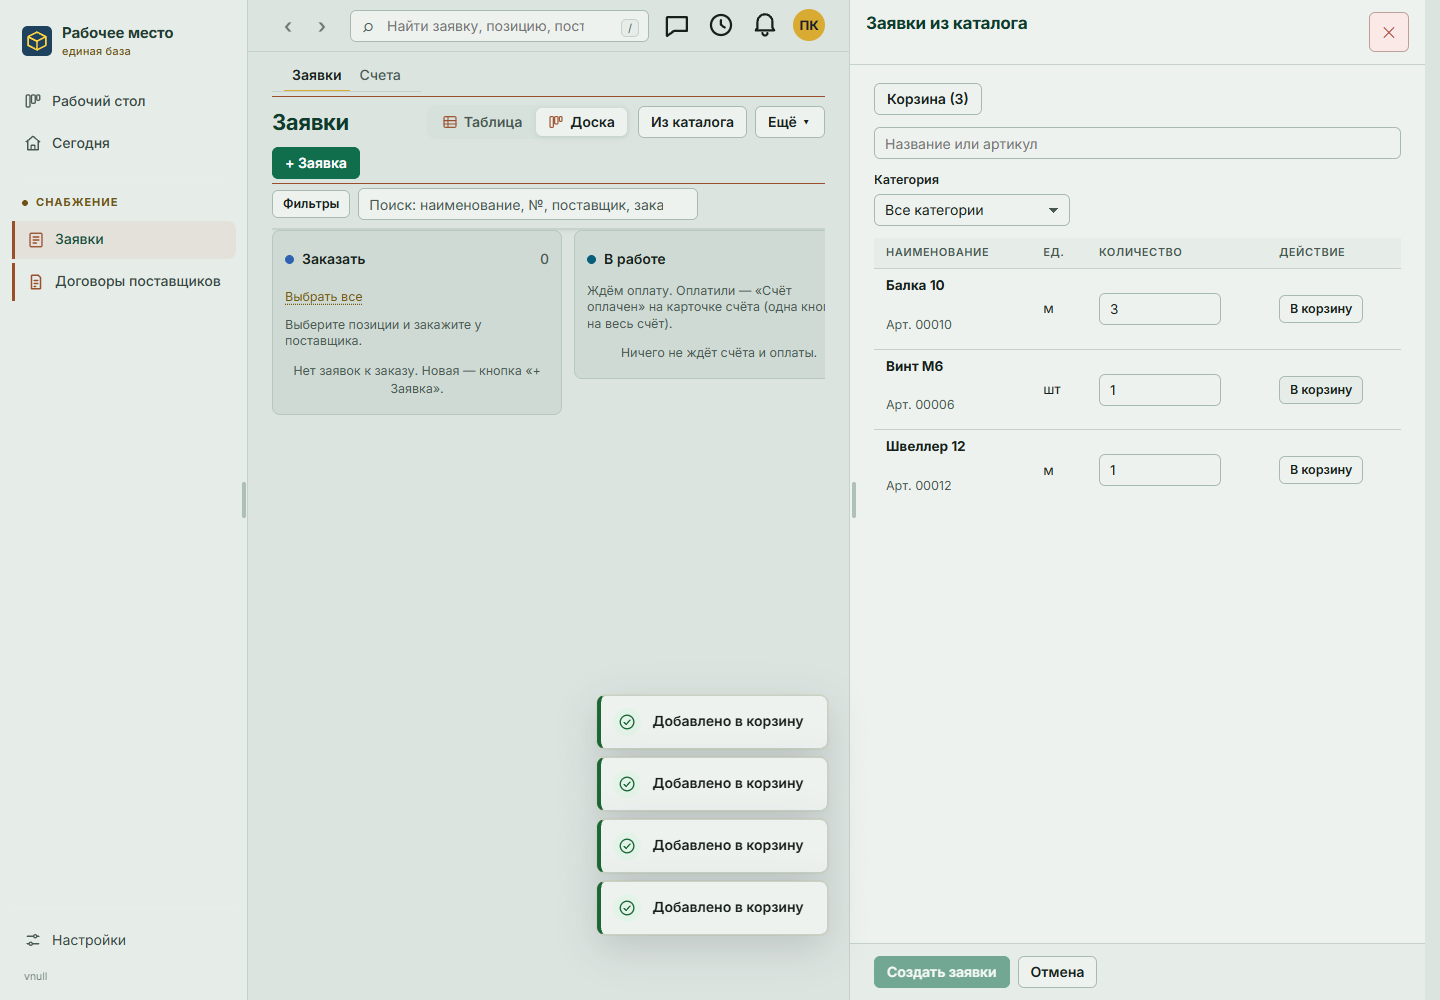 Рабочее место
единая база
Рабочий стол
Сегодня
СНАБЖЕНИЕ
Заявки
Договоры поставщиков
Настройки
vnull
Найти заявку, позицию, пост
/
ПК
Заявки
Счета
Заявки
Таблица
Доска
Из каталога
Ещё
+ Заявка
Фильтры
Поиск: наименование, №, поставщик, зака
Заказать
0
Выбрать все
Выберите позиции и закажите у
поставщика.
Нет заявок к заказу. Новая — кнопка «+
Заявка».
В работе
Ждём оплату. Оплатили — «Счёт
оплачен» на карточке счёта (одна кно
на весь счёт).
Ничего не ждёт счёта и оплаты.
Добавлено в корзину
Добавлено в корзину
Добавлено в корзину
Добавлено в корзину
Заявки из каталога
Корзина (3)
Название или артикул
Категория
Все категории
НАИМЕНОВАНИЕ
ЕД.
КОЛИЧЕСТВО
ДЕЙСТВИЕ
Балка 10
Арт. 00010
м
3
В корзину
Винт М6
Арт. 00006
шт
1
В корзину
Швеллер 12
Арт. 00012
м
1
В корзину
Создать заявки
Отмена